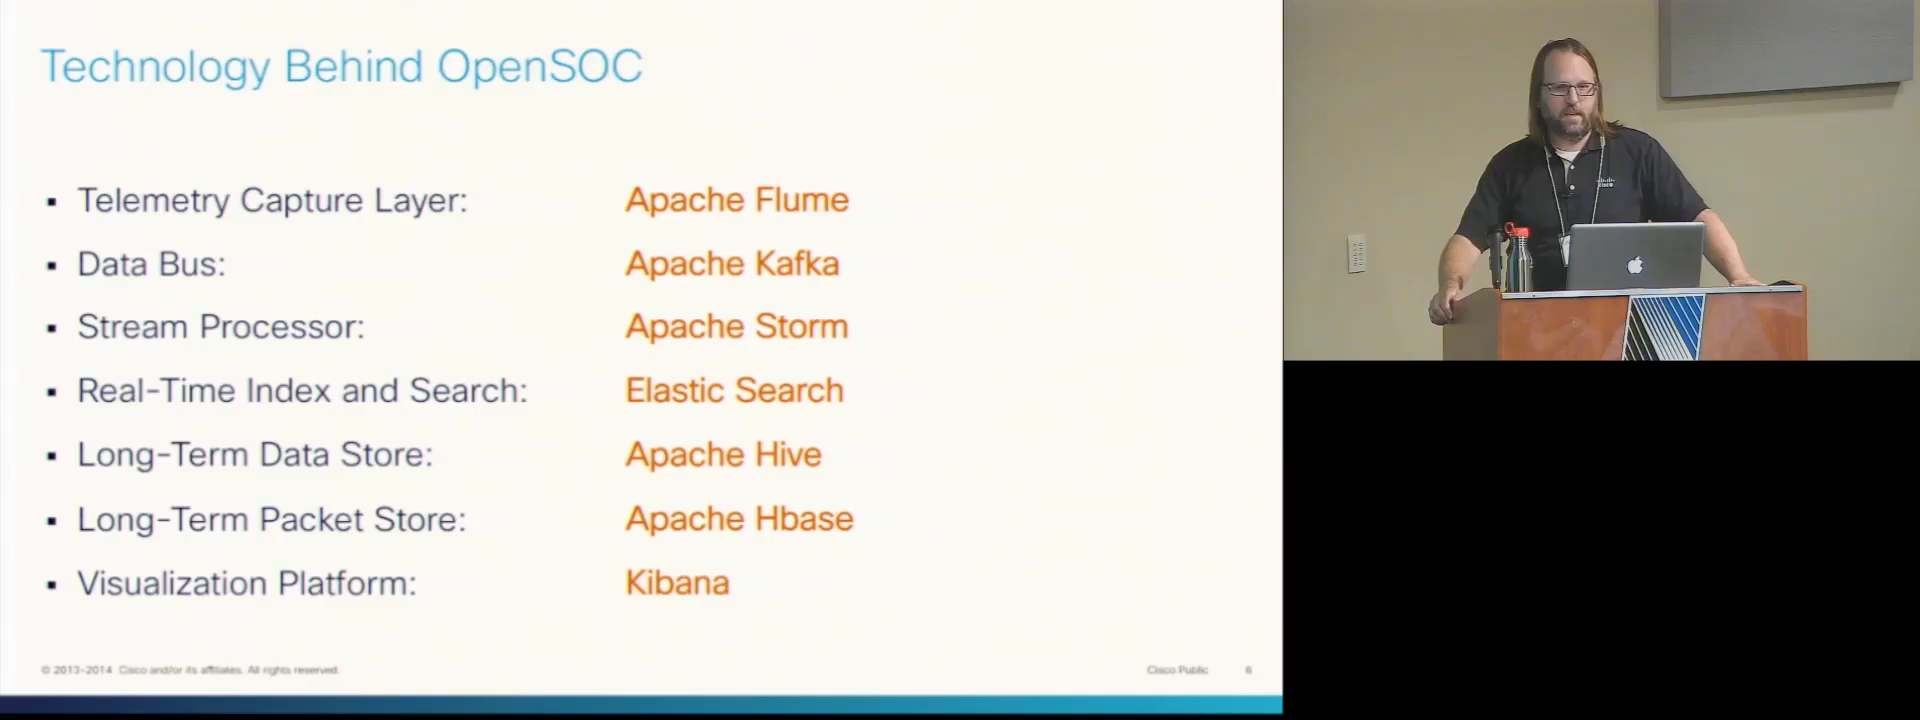 Technology Behind OpenSOC
▪ Telemetry Capture Layer: Apache Flume
▪ Data Bus: Apache Kafka
▪ Stream Processor: Apache Storm
▪ Real-Time Index and Search: Elastic Search
▪ Long-Term Data Store: Apache Hive
▪ Long-Term Packet Store: Apache Hbase
▪ Visualization Platform: Kibana
© 2013-2014 Cisco and/or its affiliates. All rights reserved. Cisco Public 6
CISCO